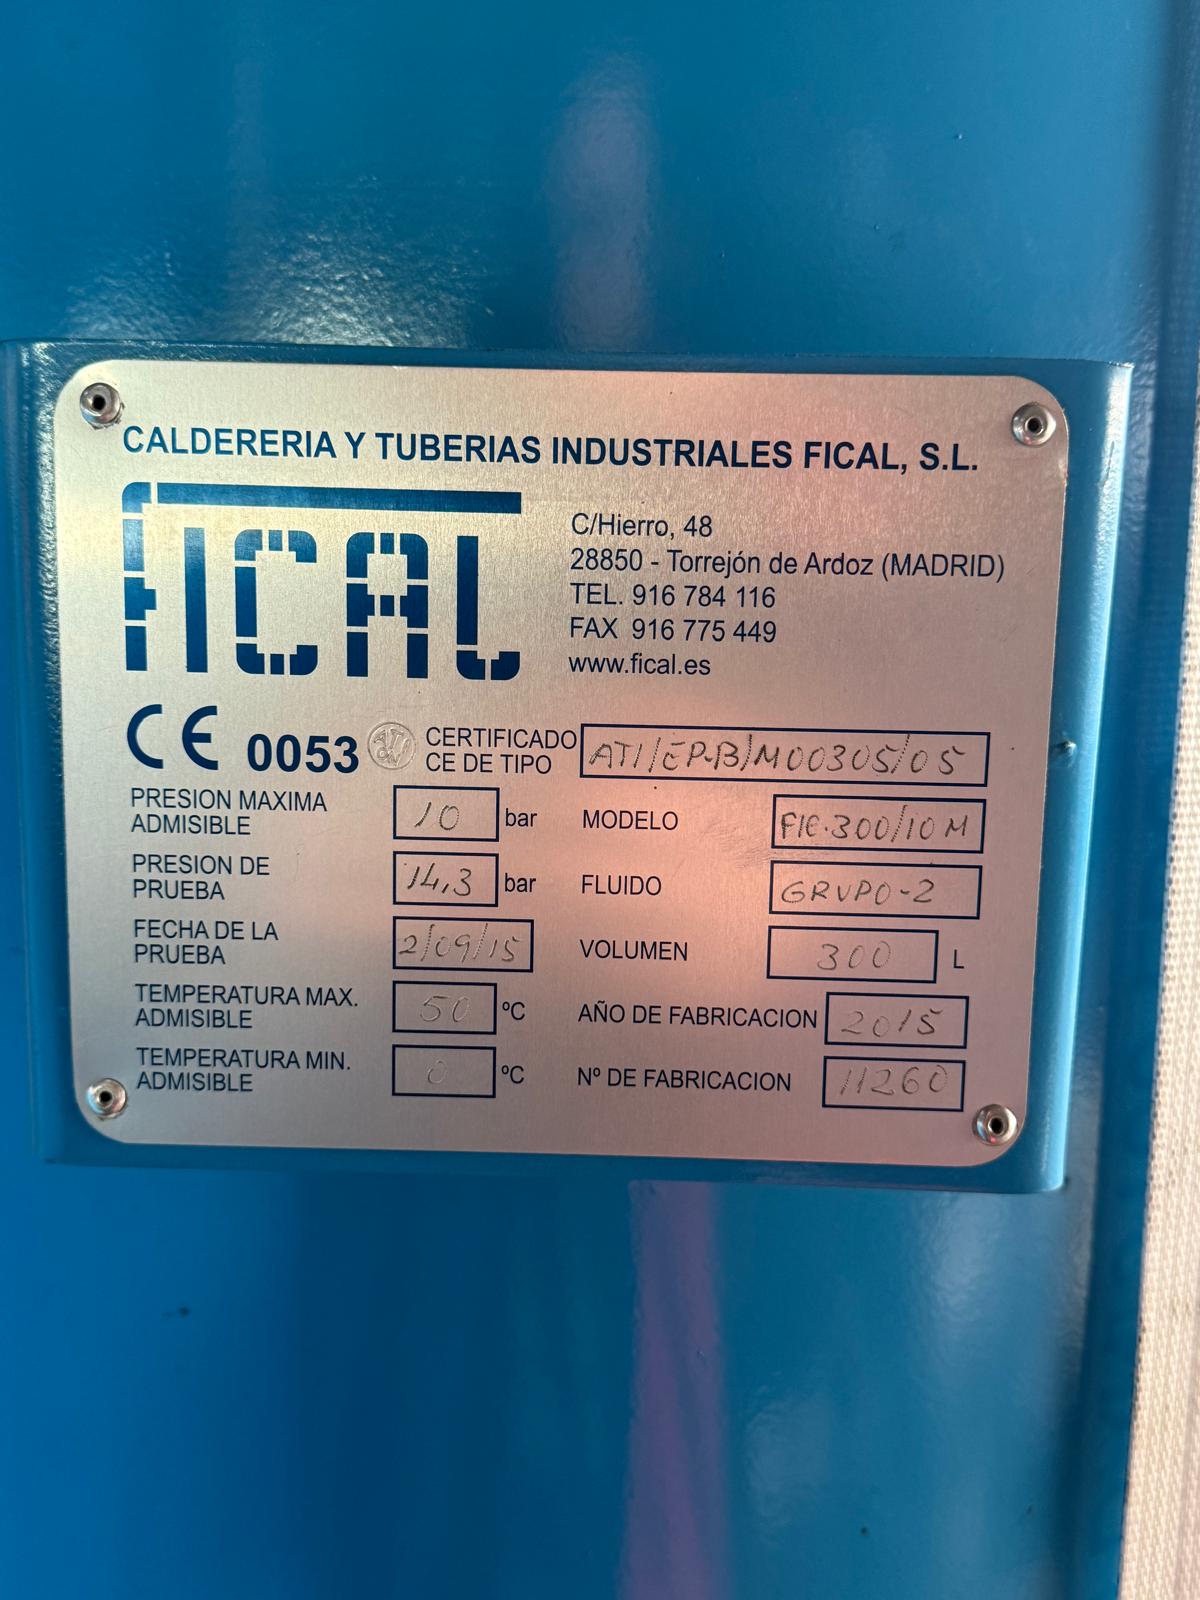 CALDERERIA Y TUBERIAS INDUSTRIALES FICAL, S.L.
FICAL
C/Hierro, 48
28850 - Torrejón de Ardoz (MADRID)
TEL. 916 784 116
FAX 916 775 449
www.fical.es
CE 0053
CERTIFICADO CE DE TIPO ATI/EP-B/M00305/05
PRESION MAXIMA ADMISIBLE 10 bar
MODELO FIC.300/10 M
PRESION DE PRUEBA 14,3 bar
FLUIDO GRUPO-2
FECHA DE LA PRUEBA 2/09/15
VOLUMEN 300 L
TEMPERATURA MAX. ADMISIBLE 50 ºC
AÑO DE FABRICACION 2015
TEMPERATURA MIN. ADMISIBLE 0 ºC
Nº DE FABRICACION 11260